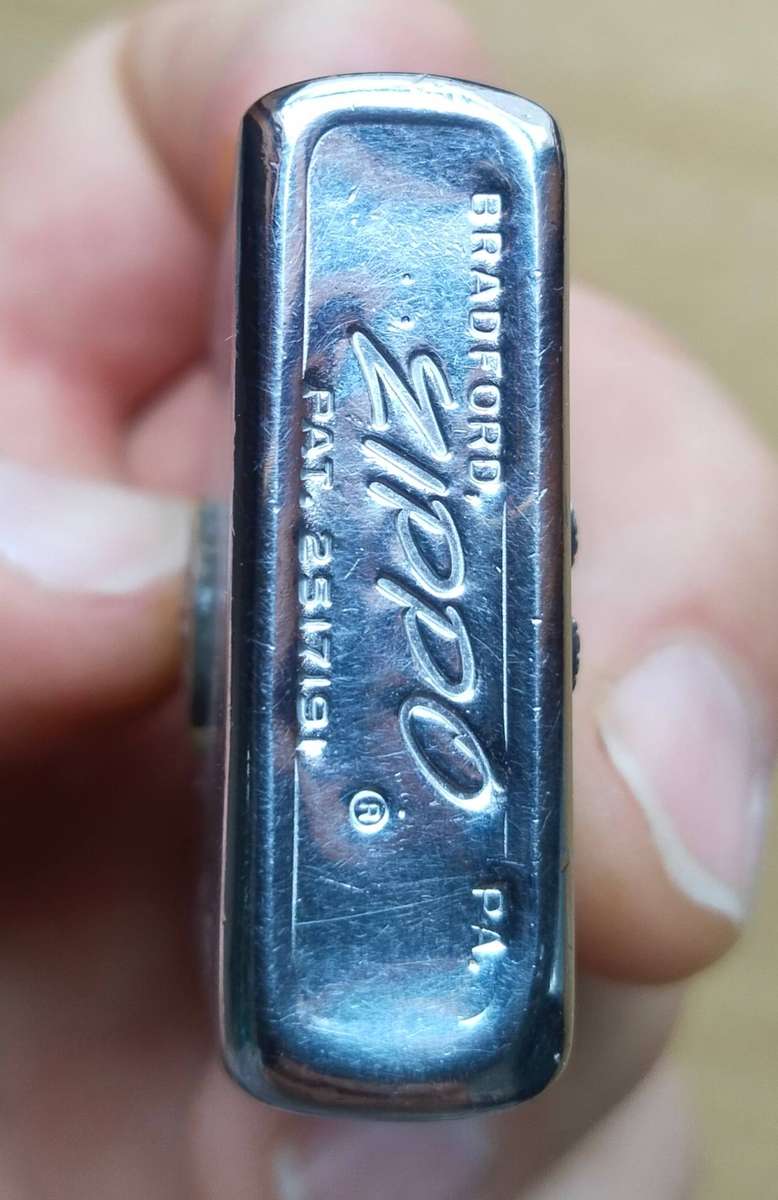 BRADFORD, PA.
ZIPPO ®
PAT. 2517191